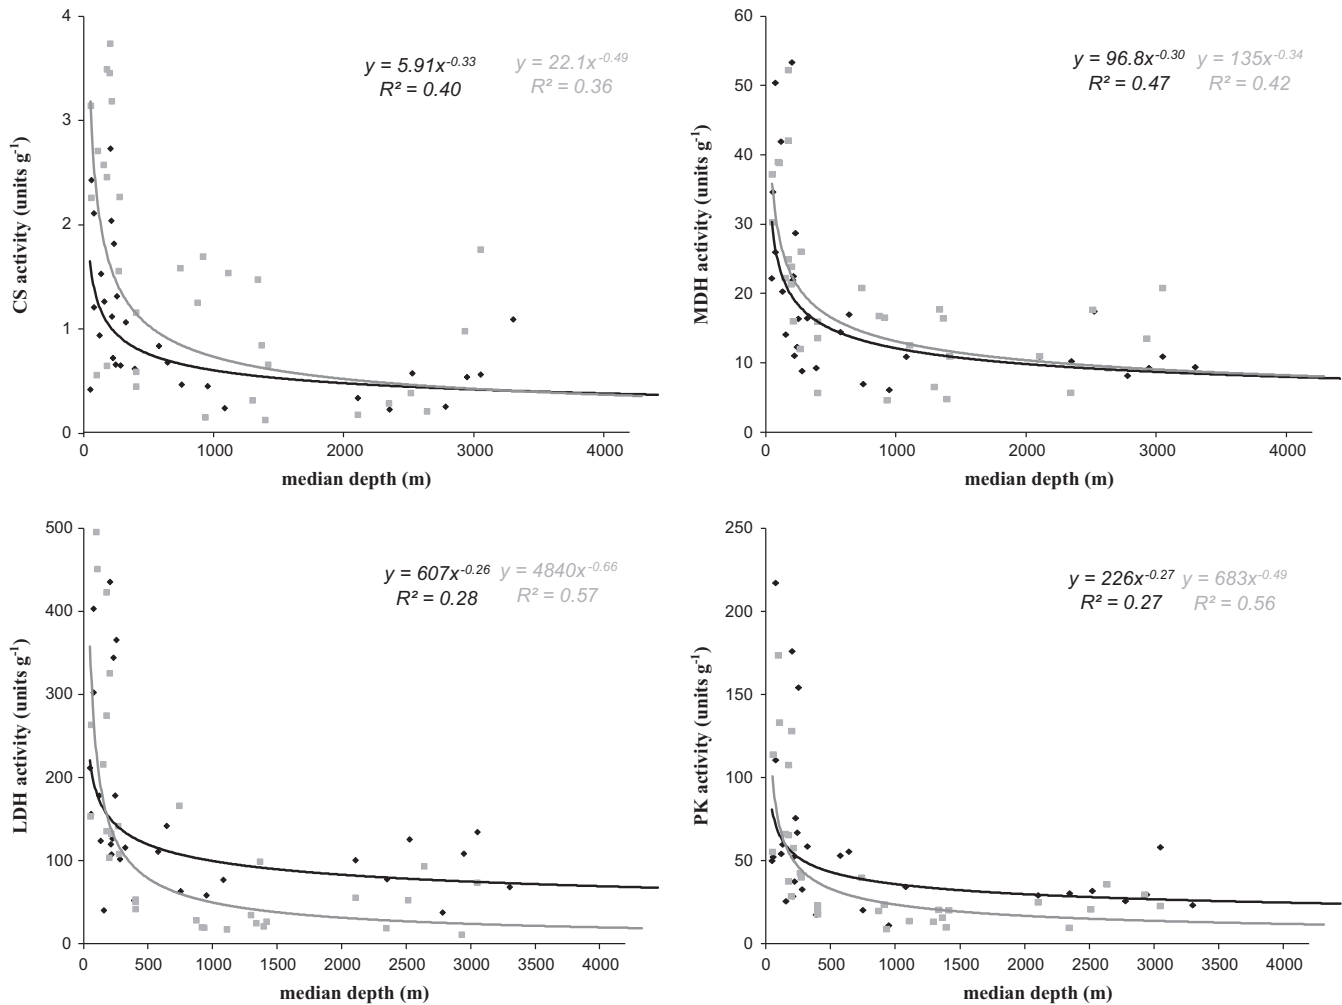 y = 5.91x^-0.33 y = 22.1x^-0.49
R² = 0.40 R² = 0.36
CS activity (units g^-1)
4
3
2
1
0
0 1000 2000 3000 4000
median depth (m)
y = 96.8x^-0.30 y = 135x^-0.34
R² = 0.47 R² = 0.42
MDH activity (units g^-1)
60
50
40
30
20
10
0
0 1000 2000 3000 4000
median depth (m)
y = 607x^-0.26 y = 4840x^-0.66
R² = 0.28 R² = 0.57
LDH activity (units g^-1)
500
400
300
200
100
0
0 500 1000 1500 2000 2500 3000 3500 4000
median depth (m)
y = 226x^-0.27 y = 683x^-0.49
R² = 0.27 R² = 0.56
PK activity (units g^-1)
250
200
150
100
50
0
0 500 1000 1500 2000 2500 3000 3500 4000
median depth (m)